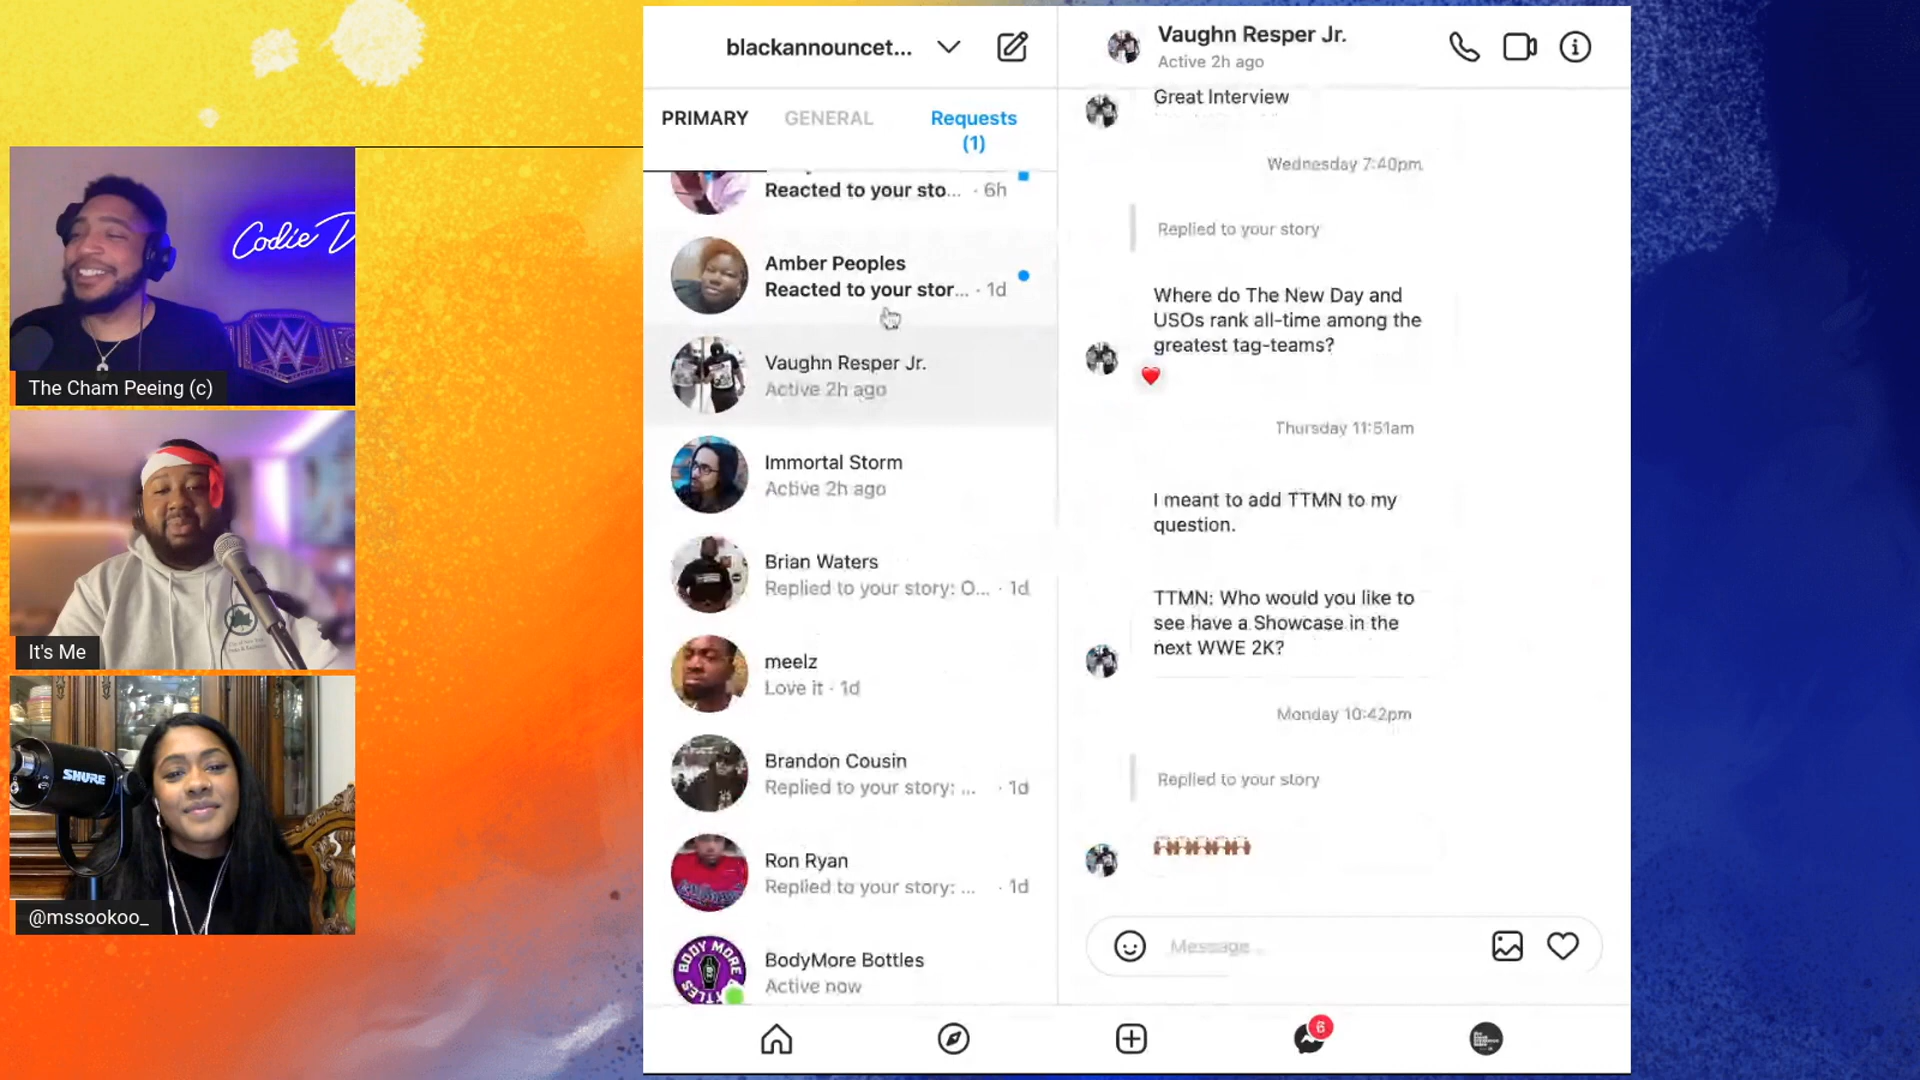 Codie D
The Cham Peeing (c)
It's Me
SHURE
@mssookoo_
blackannouncet...
PRIMARY
GENERAL
Requests
(1)
Reacted to your sto... · 6h
Amber Peoples
Reacted to your stor... · 1d
Vaughn Resper Jr.
Active 2h ago
Immortal Storm
Active 2h ago
Brian Waters
Replied to your story: O... · 1d
meelz
Love it · 1d
Brandon Cousin
Replied to your story: ... · 1d
Ron Ryan
Replied to your story: ... · 1d
BODY MORE
BodyMore Bottles
Active now
Vaughn Resper Jr.
Active 2h ago
Great Interview
Wednesday 7:40pm
Replied to your story
Where do The New Day and
USOs rank all-time among the
greatest tag-teams?
Thursday 11:51am
I meant to add TTMN to my
question.
TTMN: Who would you like to
see have a Showcase in the
next WWE 2K?
Monday 10:42pm
Replied to your story
Message...
6